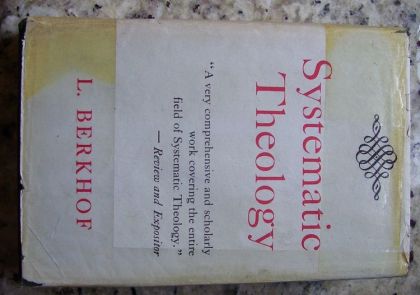 Systematic
Theology
“A very comprehensive and scholarly
work covering the entire
field of Systematic Theology.”
— Review and Expositor
L. BERKHOF